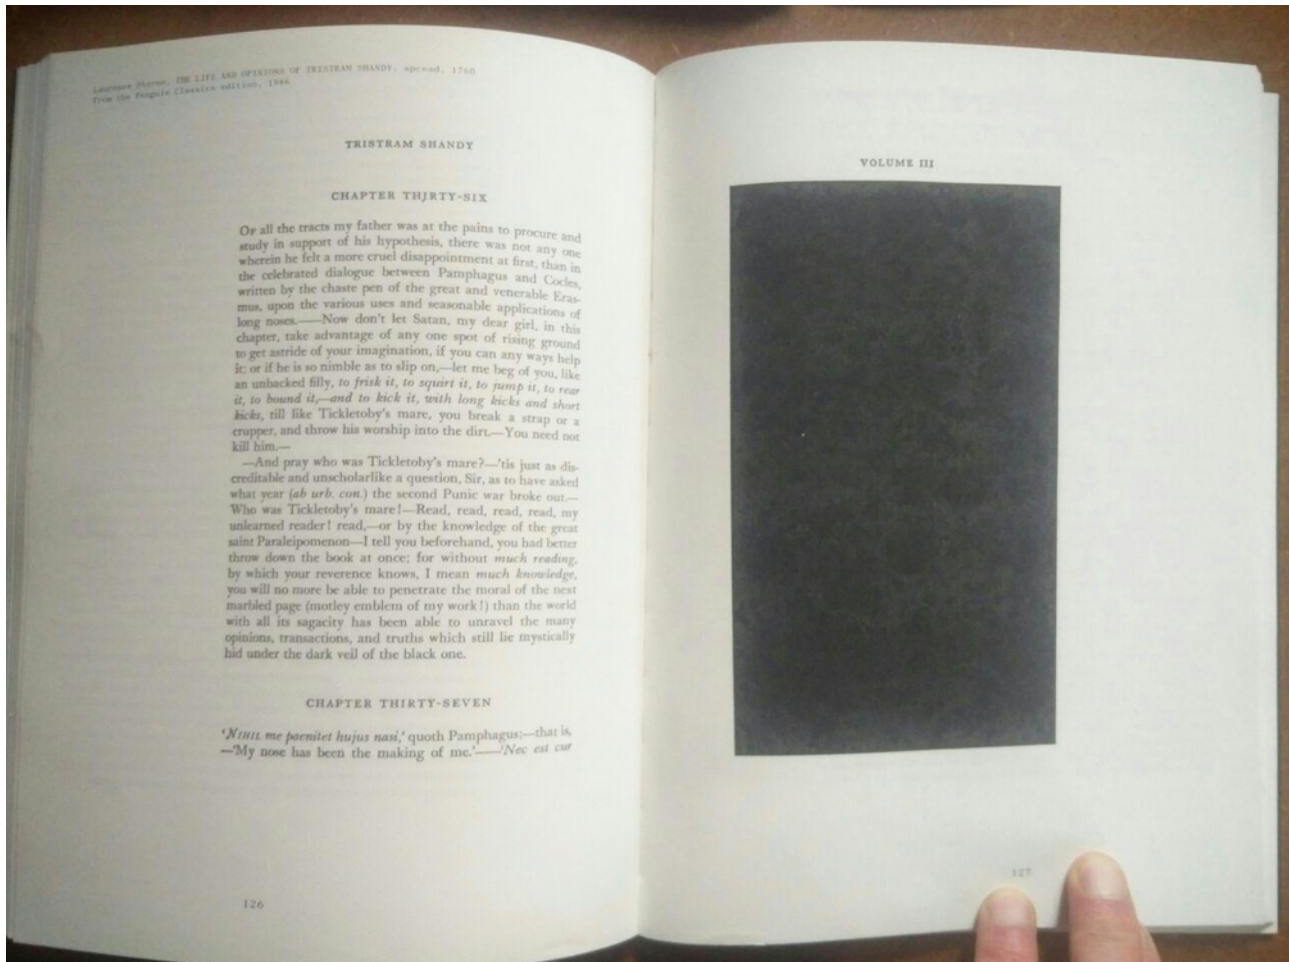 Laurence Sterne, THE LIFE AND OPINIONS OF TRISTRAM SHANDY, spread, 1760
from the Penguin Classics edition, 1986
TRISTRAM SHANDY
CHAPTER THIRTY-SIX
OF all the tracts my father was at the pains to procure and
study in support of his hypothesis, there was not any one
wherein he felt a more cruel disappointment at first, than in
the celebrated dialogue between Pamphagus and Cocles,
written by the chaste pen of the great and venerable Eras-
mus, upon the various uses and seasonable applications of
long noses.——Now don't let Satan, my dear girl, in this
chapter, take advantage of any one spot of rising ground
to get astride of your imagination, if you can any ways help
it; or if he is so nimble as to slip on,—let me beg of you, like
an unbacked filly, to frisk it, to squirt it, to jump it, to rear
it, to bound it,—and to kick it, with long kicks and short
kicks, till like Tickletoby's mare, you break a strap or a
crupper, and throw his worship into the dirt.—You need not
kill him.—
—And pray who was Tickletoby's mare?—'tis just as dis-
creditable and unscholarlike a question, Sir, as to have asked
what year (ab urb. con.) the second Punic war broke out.—
Who was Tickletoby's mare!—Read, read, read, read, my
unlearned reader! read,—or by the knowledge of the great
saint Paraleipomenon—I tell you beforehand, you had better
throw down the book at once; for without much reading,
by which your reverence knows, I mean much knowledge,
you will no more be able to penetrate the moral of the next
marbled page (motley emblem of my work!) than the world
with all its sagacity has been able to unravel the many
opinions, transactions, and truths which still lie mystically
hid under the dark veil of the black one.
CHAPTER THIRTY-SEVEN
'NIHIL me paenitet hujus nasi,' quoth Pamphagus;—that is,
—'My nose has been the making of me.'——'Nec est cur
126
VOLUME III
127